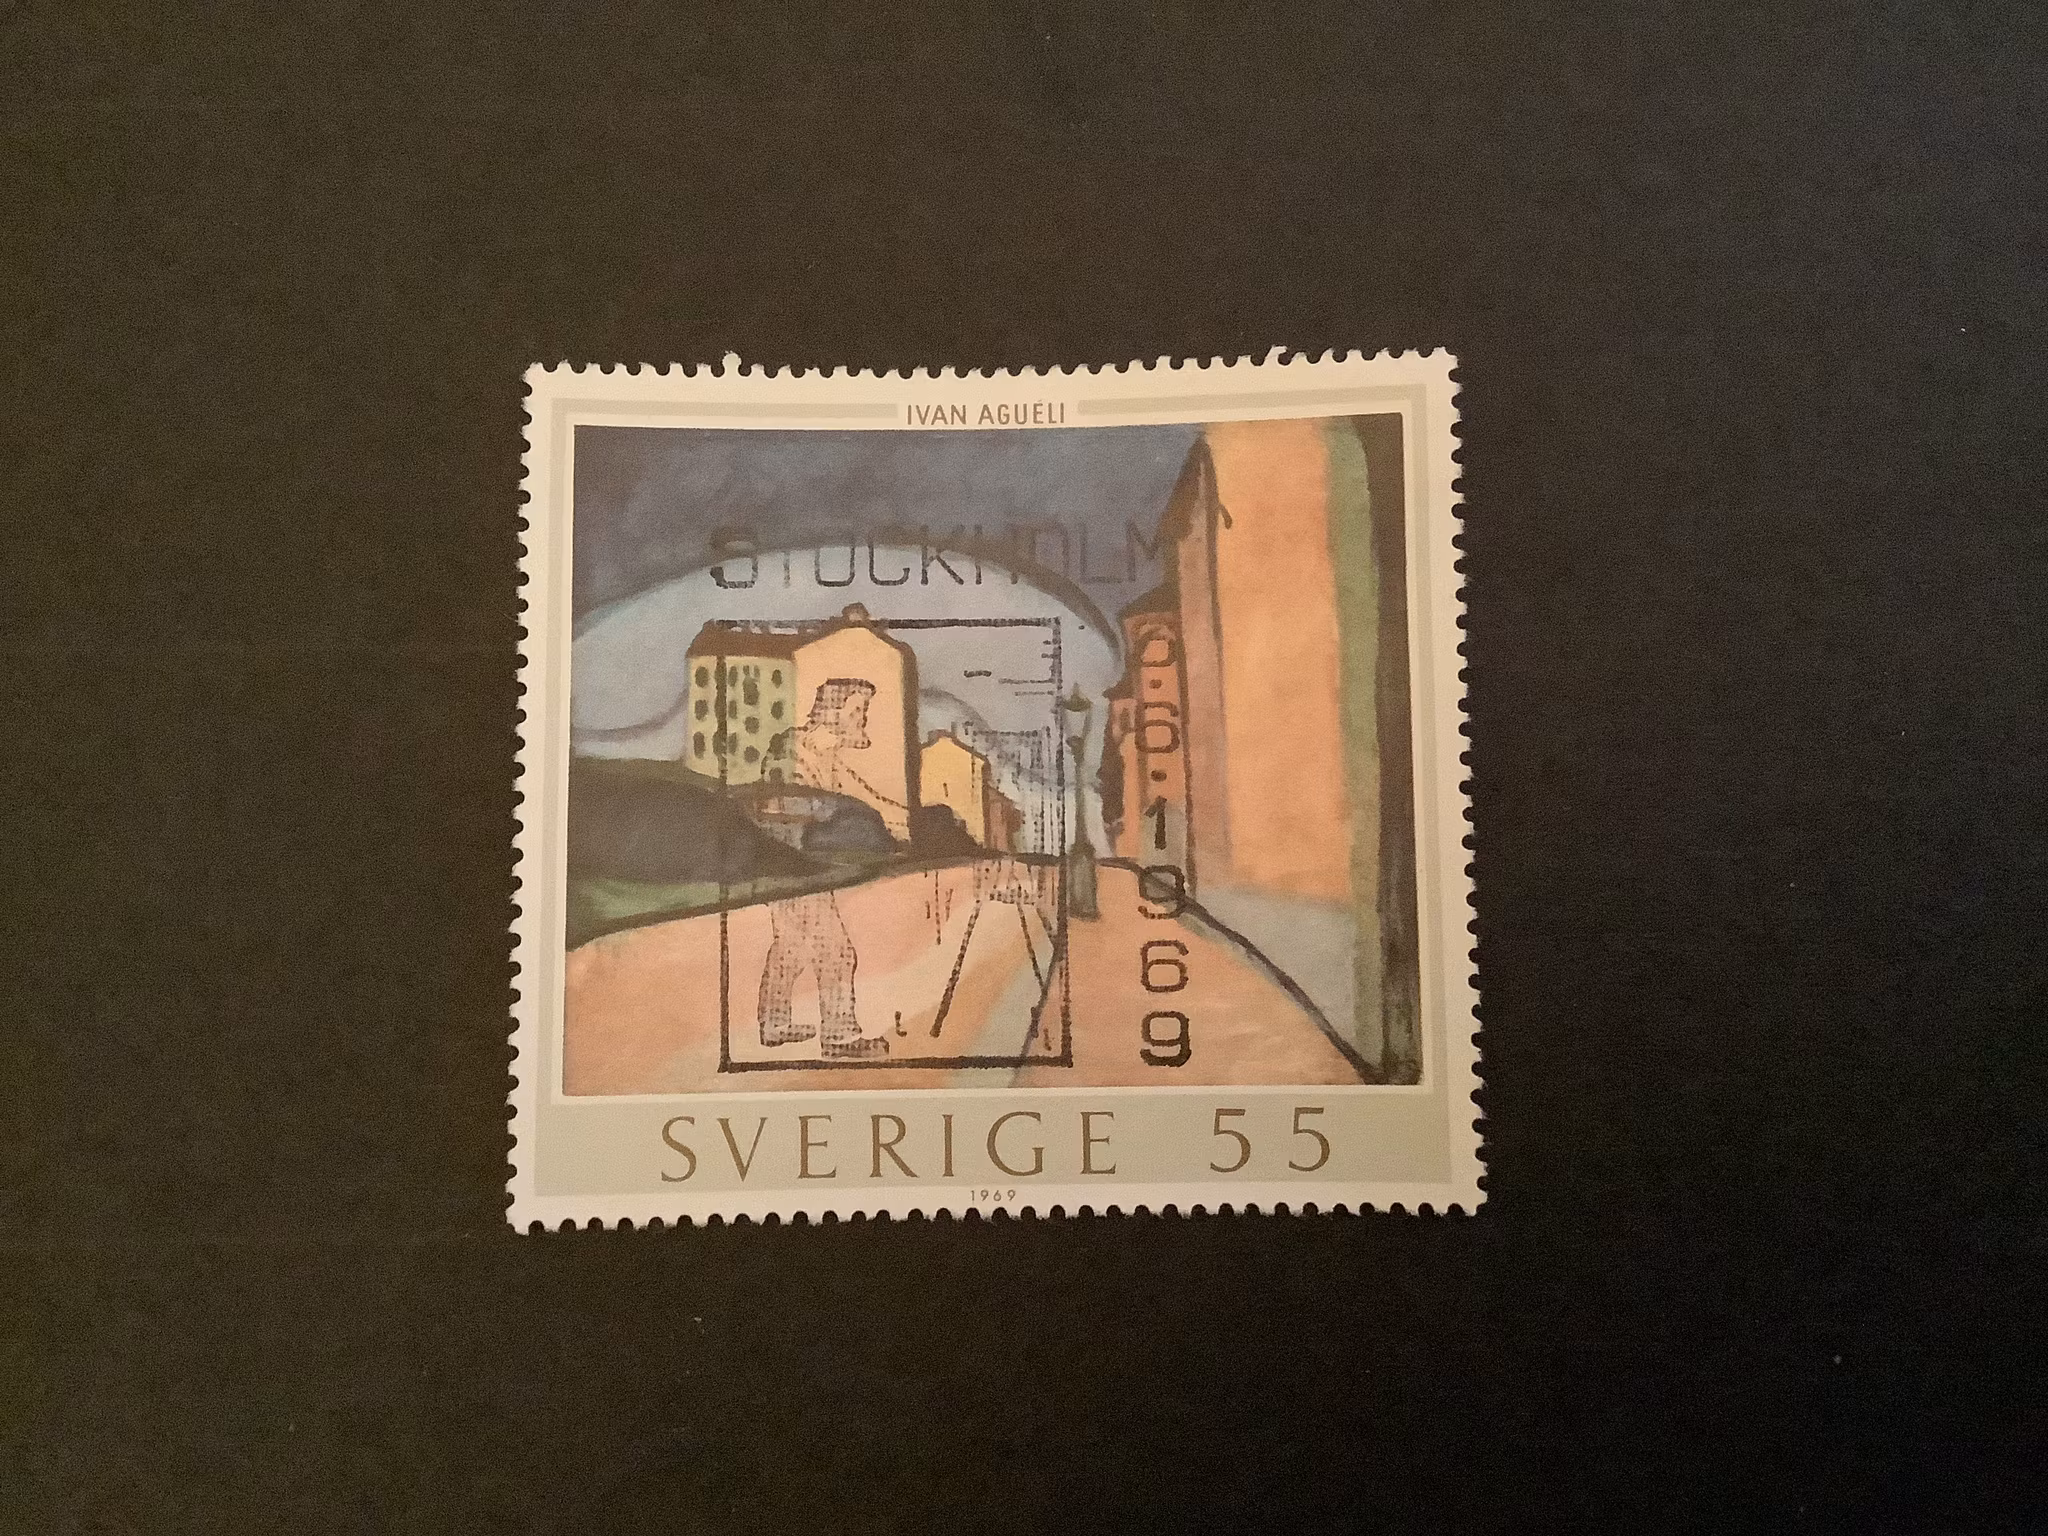 IVAN AGUÉLI
STOCKHOLM
6.6.1969
SVERIGE 55
1969